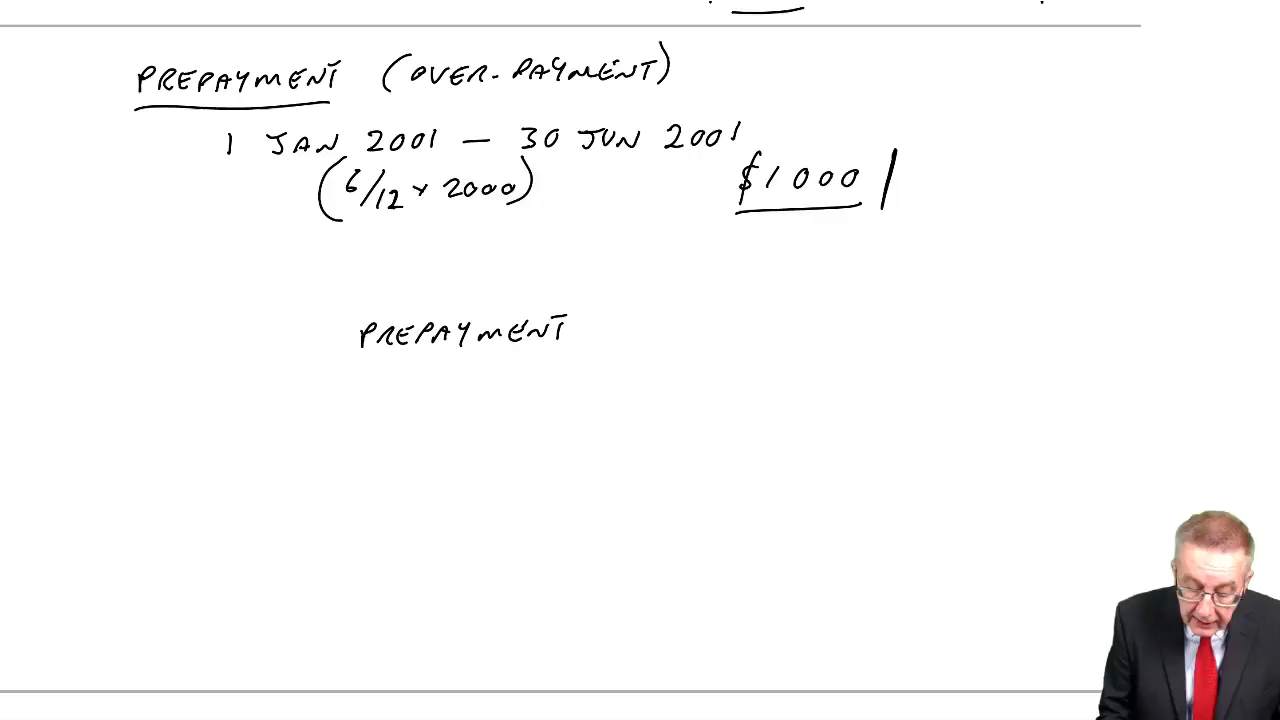 PREPAYMENT (OVER-PAYMENT)
1 JAN 2001 — 30 JUN 2001
(6/12 × 2000) $1000
PREPAYMENT